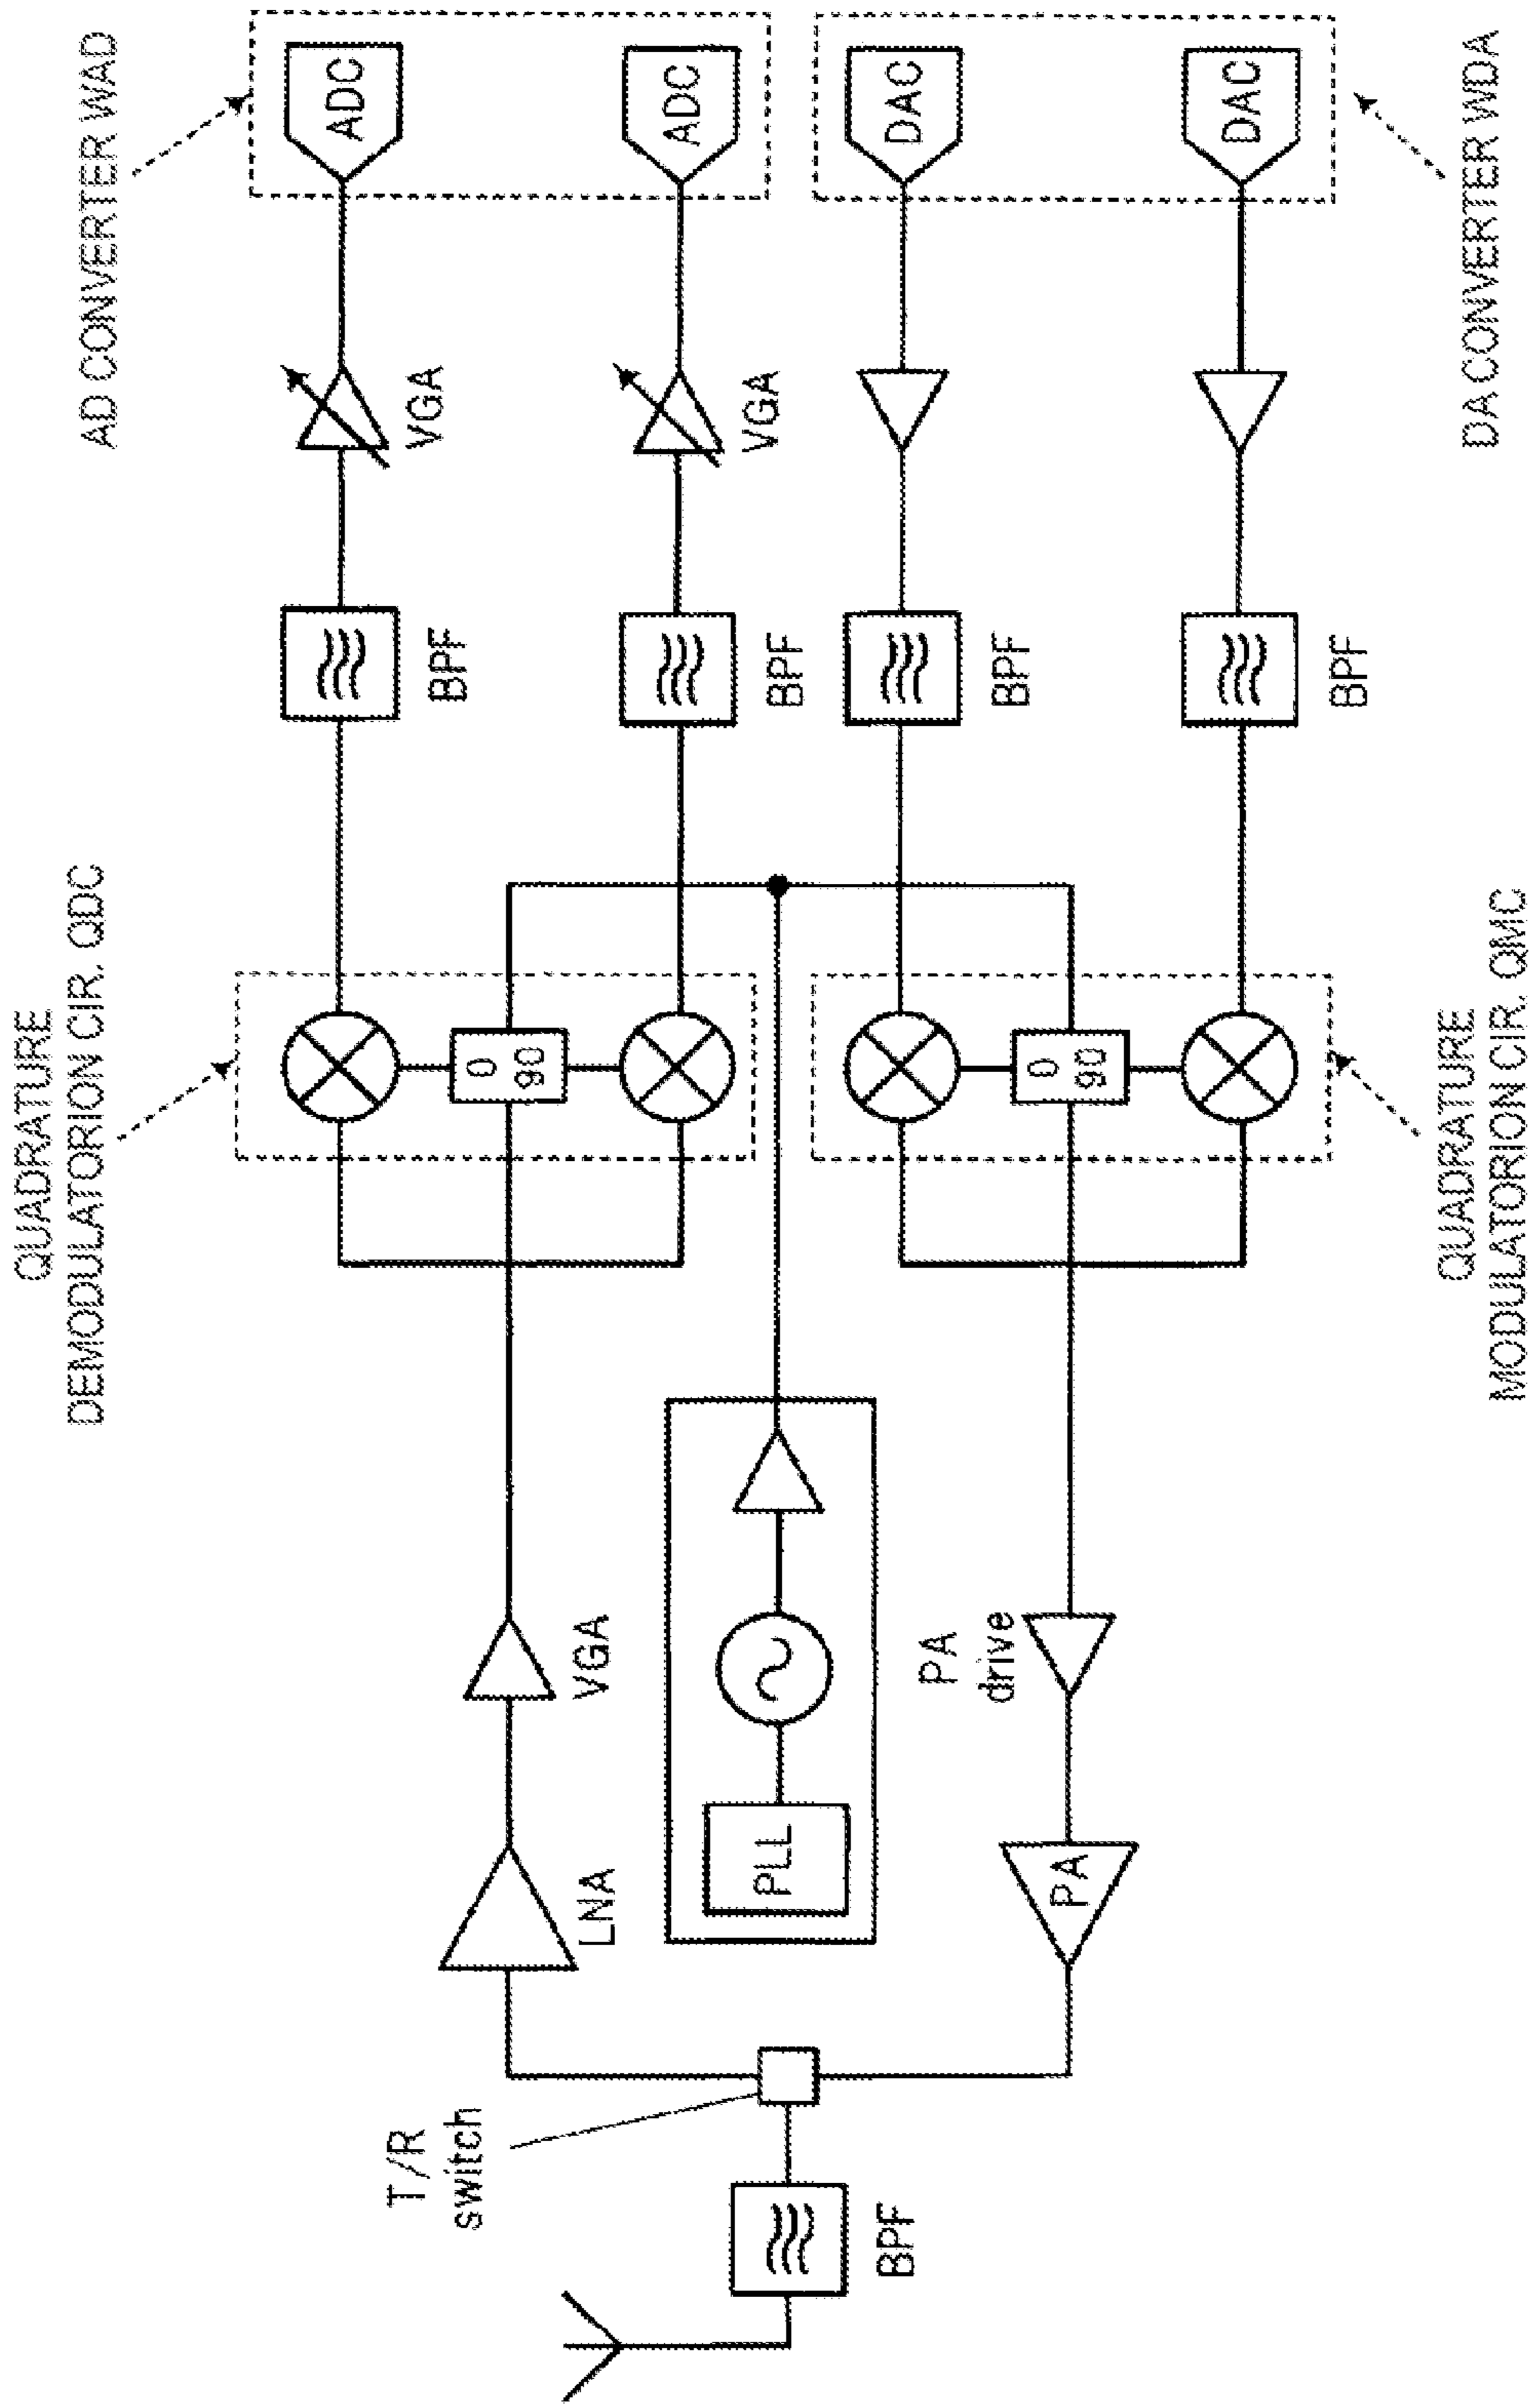 AD CONVERTER WAD
QUADRATURE
DEMODULATORION CIR. QDC
ADC
VGA
BPF
0
90
ADC
VGA
BPF
LNA
VGA
T/R
switch
BPF
PLL
DAC
BPF
0
90
DAC
BPF
PA
drive
PA
QUADRATURE
MODULATORION CIR. QMC
DA CONVERTER WDA